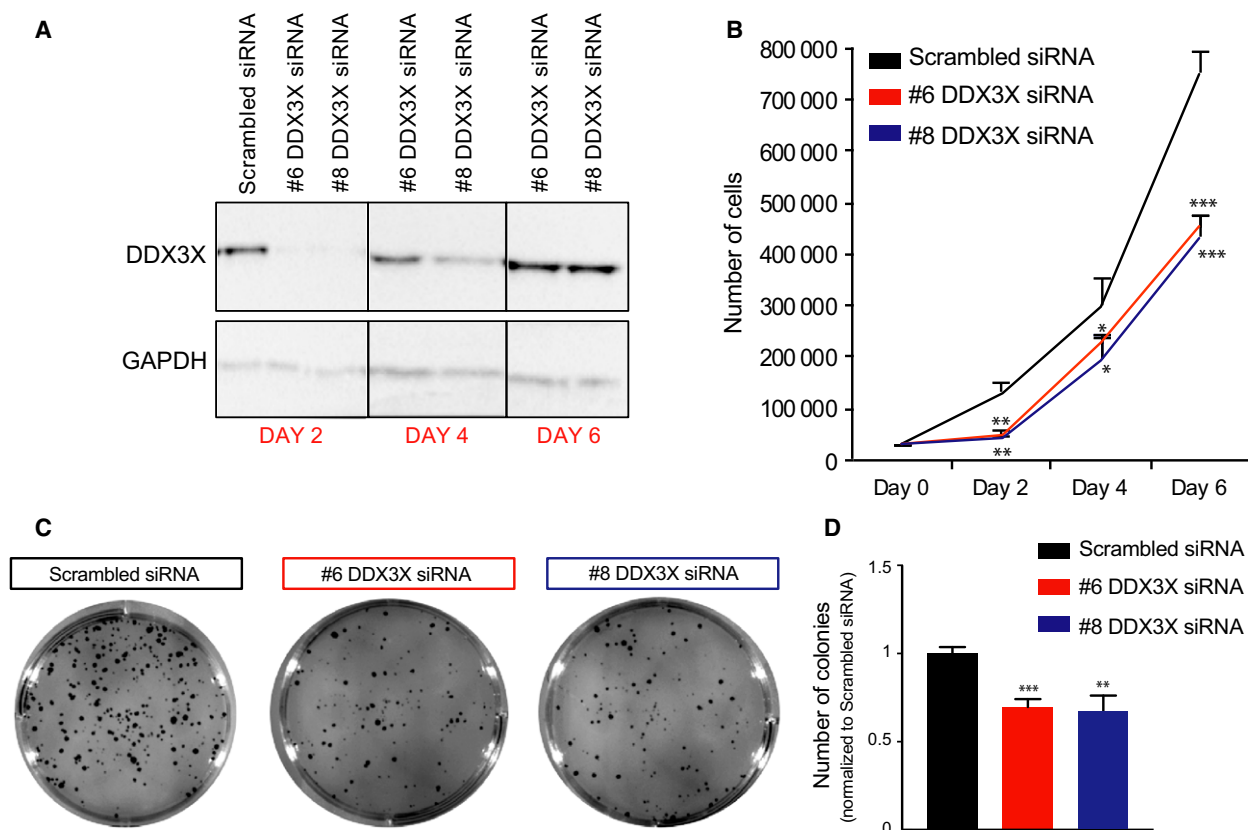 A
Scrambled siRNA
#6 DDX3X siRNA
#8 DDX3X siRNA
#6 DDX3X siRNA
#8 DDX3X siRNA
#6 DDX3X siRNA
#8 DDX3X siRNA
DDX3X
GAPDH
DAY 2
DAY 4
DAY 6
B
Scrambled siRNA
#6 DDX3X siRNA
#8 DDX3X siRNA
Number of cells
800 000
700 000
600 000
500 000
400 000
300 000
200 000
100 000
0
***
***
*
*
**
**
Day 0
Day 2
Day 4
Day 6
C
Scrambled siRNA
#6 DDX3X siRNA
#8 DDX3X siRNA
D
Scrambled siRNA
#6 DDX3X siRNA
#8 DDX3X siRNA
Number of colonies
(normalized to Scrambled siRNA)
1.5
1
0.5
0
***
**